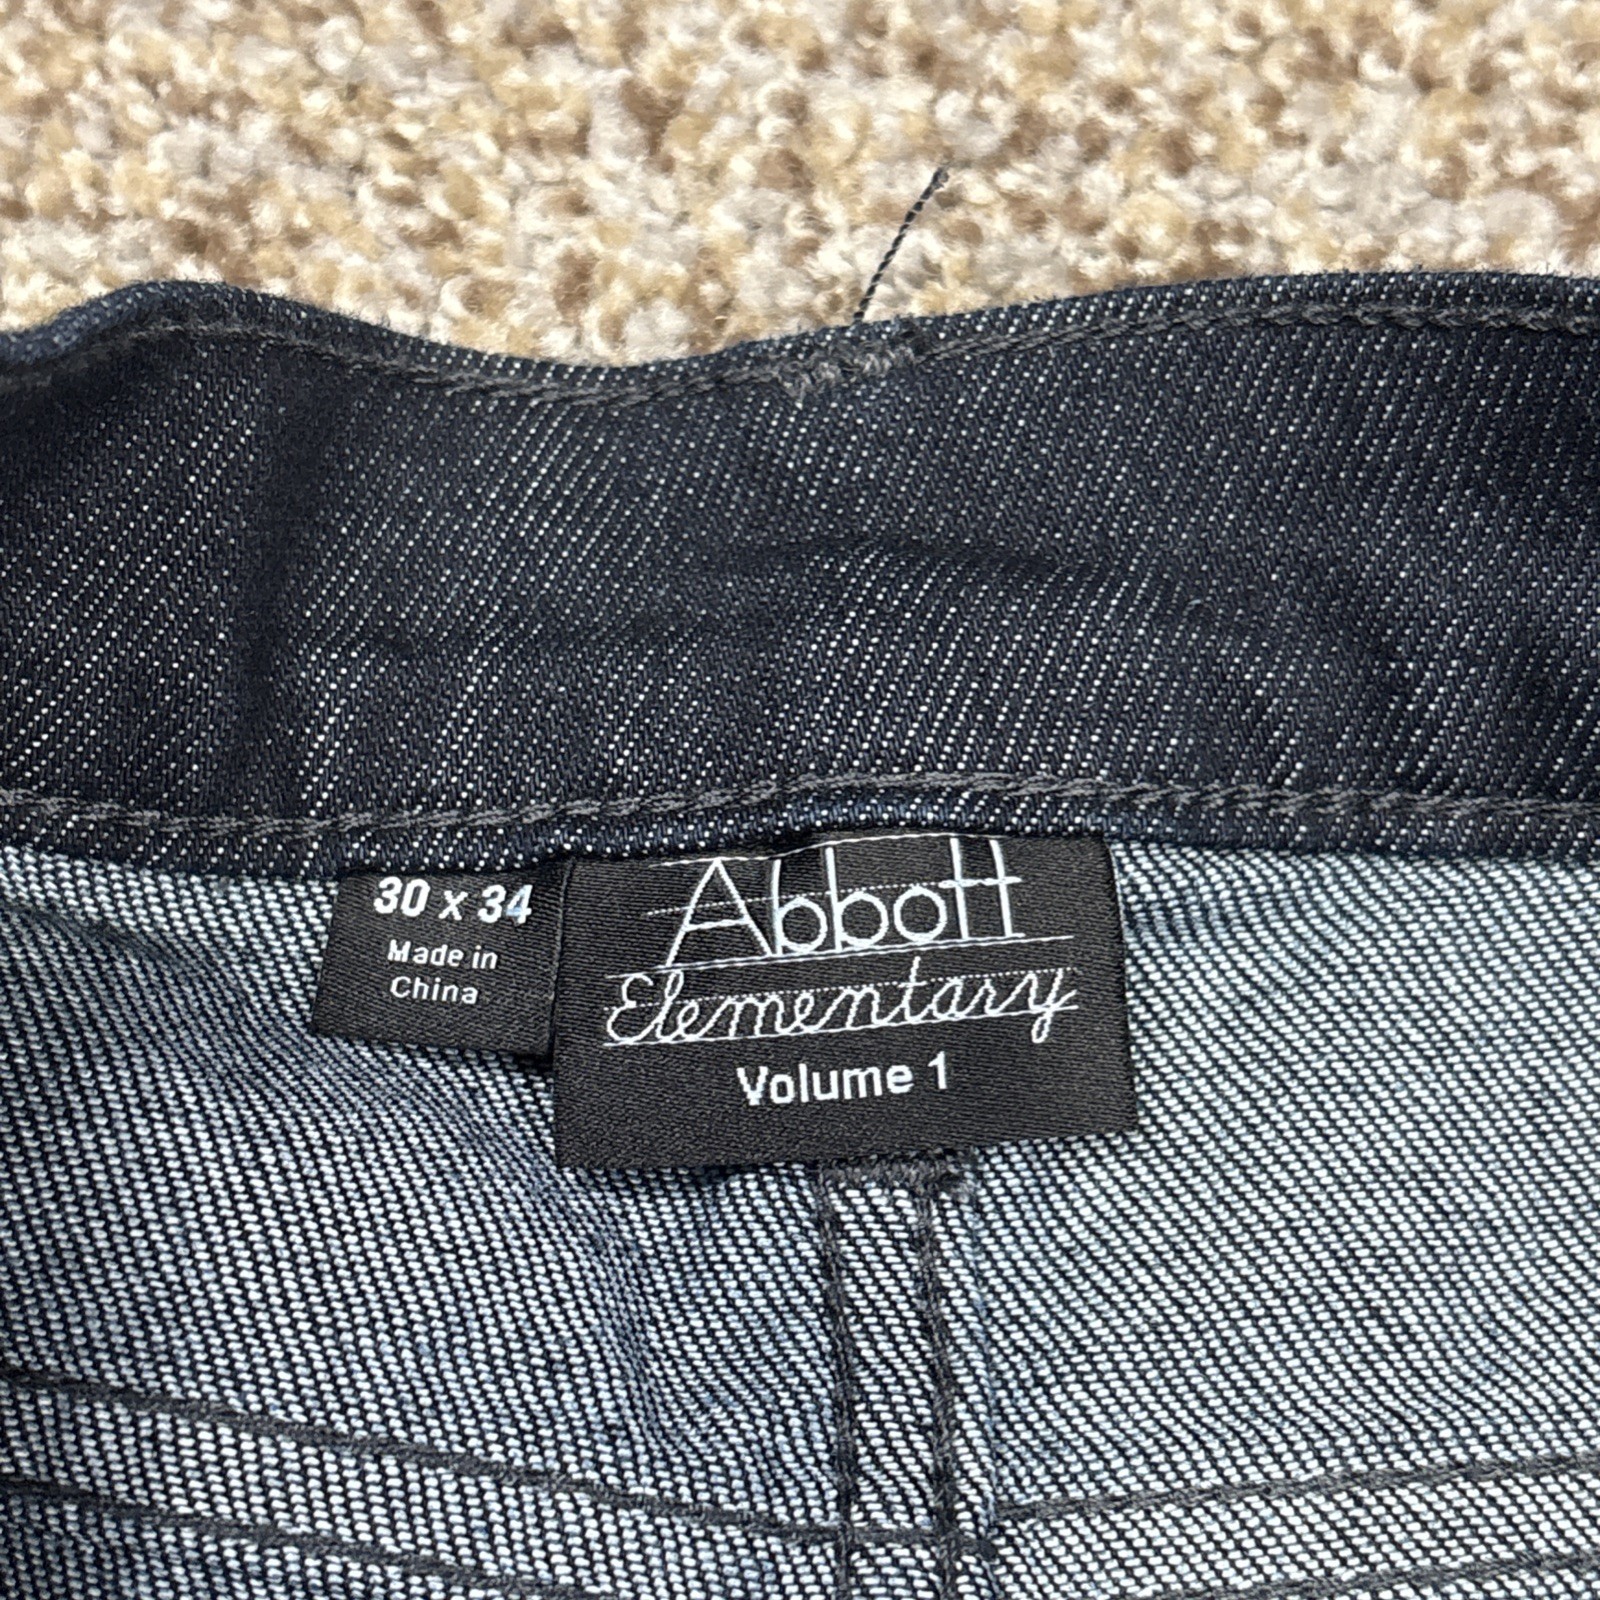 30 x 34
Made in
China
Abbott
Elementary
Volume 1